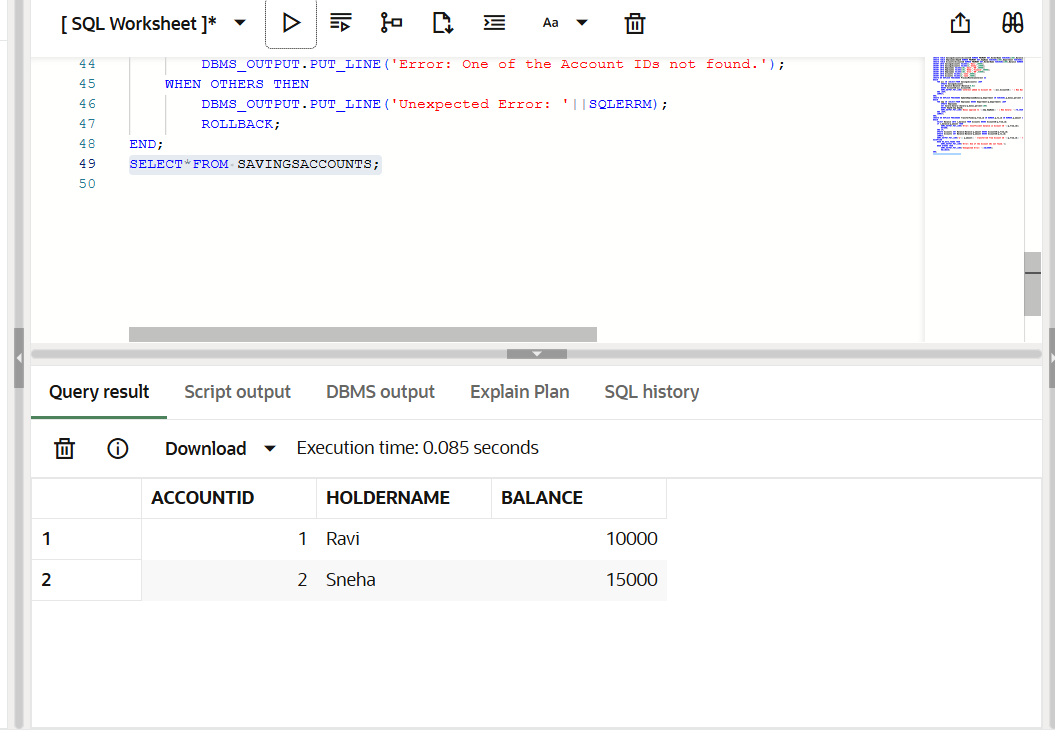 [ SQL Worksheet ]*
Aa
44 DBMS_OUTPUT.PUT_LINE('Error: One of the Account IDs not found.');
45 WHEN OTHERS THEN
46 DBMS_OUTPUT.PUT_LINE('Unexpected Error: '||SQLERRM);
47 ROLLBACK;
48 END;
49 SELECT*FROM SAVINGSACCOUNTS;
50
Query result Script output DBMS output Explain Plan SQL history
Download Execution time: 0.085 seconds
ACCOUNTID HOLDERNAME BALANCE
1 1 Ravi 10000
2 2 Sneha 15000